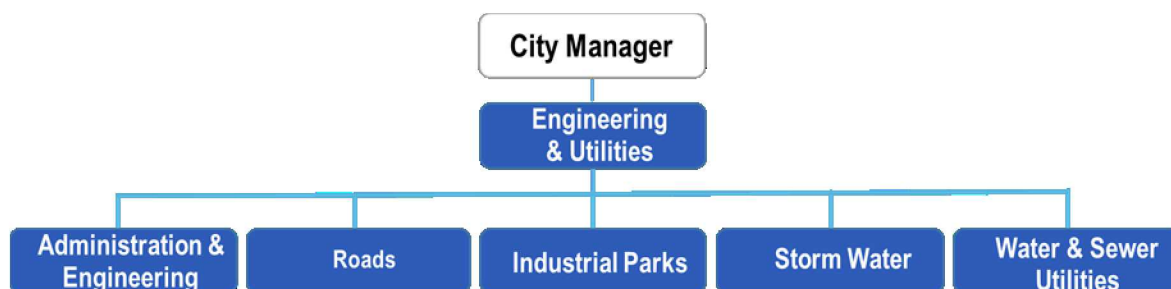 City Manager
Engineering
& Utilities
Administration &
Engineering
Roads
Industrial Parks
Storm Water
Water & Sewer
Utilities